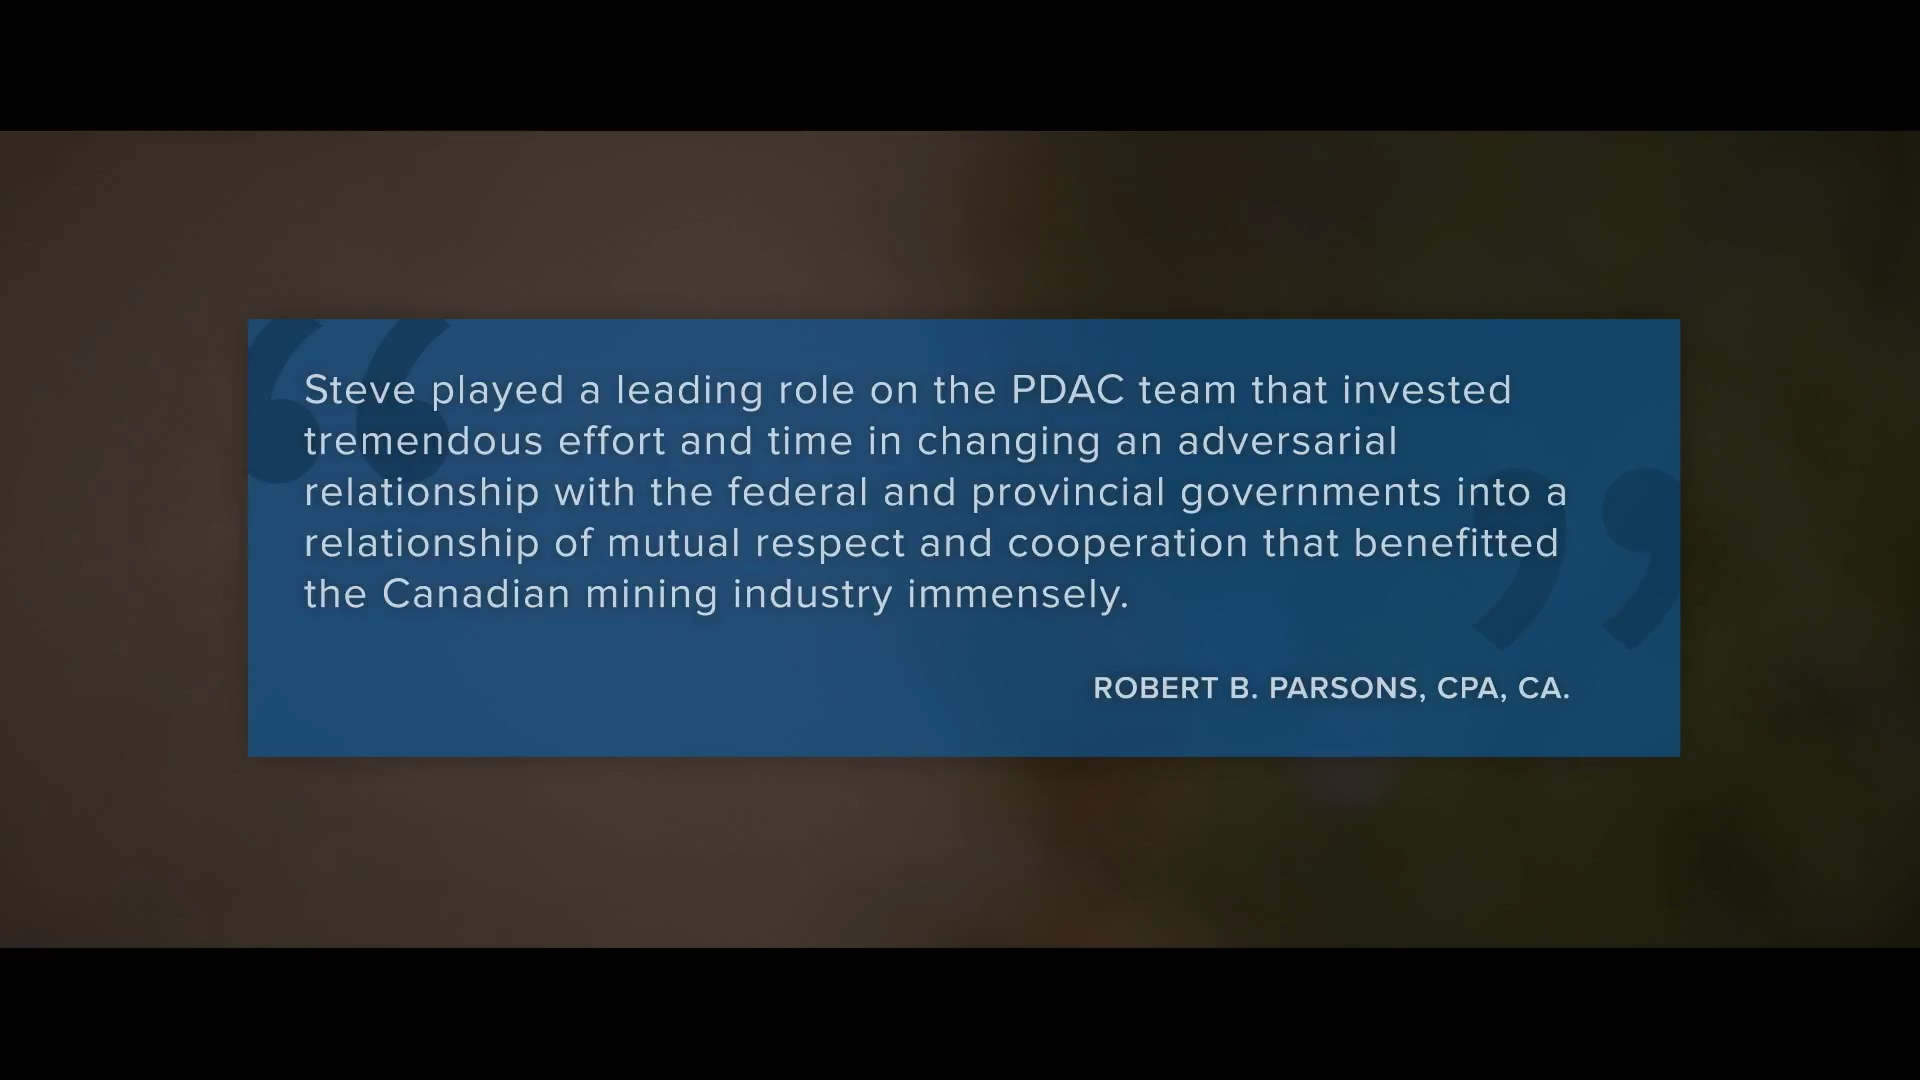 Steve played a leading role on the PDAC team that invested
tremendous effort and time in changing an adversarial
relationship with the federal and provincial governments into a
relationship of mutual respect and cooperation that benefitted
the Canadian mining industry immensely.
ROBERT B. PARSONS, CPA, CA.